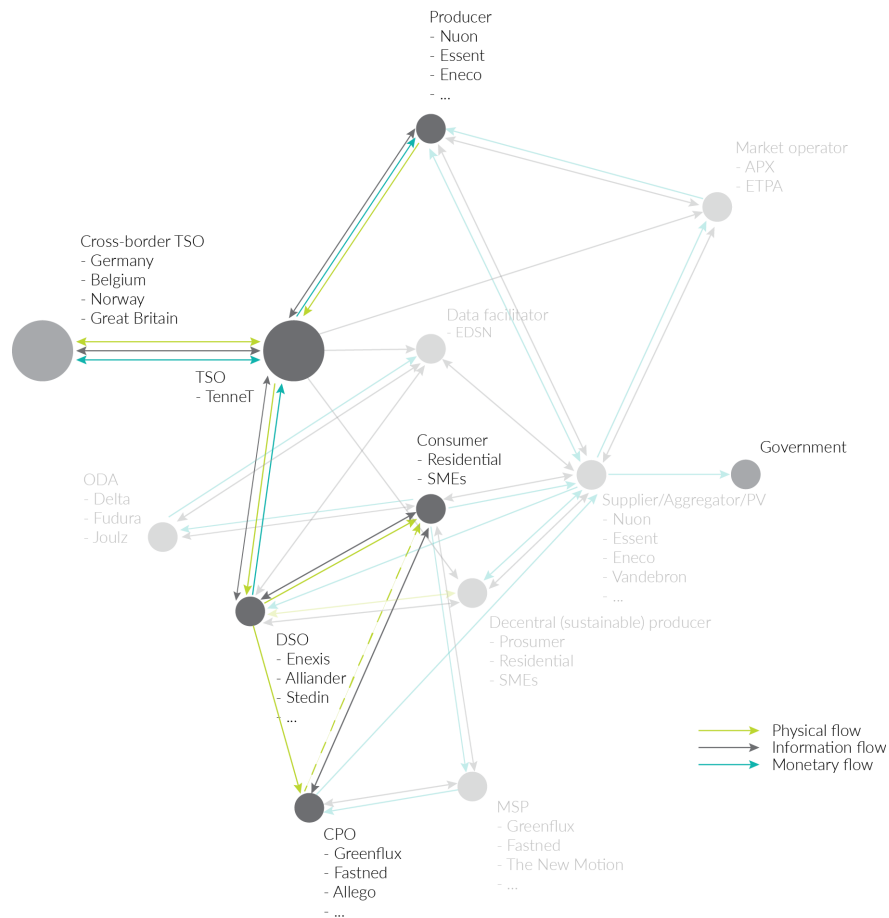 Producer
- Nuon
- Essent
- Eneco
- ...
Market operator
- APX
- ETPA
Cross-border TSO
- Germany
- Belgium
- Norway
- Great Britain
Data facilitator
- EDSN
TSO
- TenneT
Consumer
- Residential
- SMEs
Government
ODA
- Delta
- Fudura
- Joulz
Supplier/Aggregator/PV
- Nuon
- Essent
- Eneco
- Vandebron
- ...
Decentral (sustainable) producer
- Prosumer
- Residential
- SMEs
DSO
- Enexis
- Alliander
- Stedin
- ...
Physical flow
Information flow
Monetary flow
MSP
- Greenflux
- Fastned
- The New Motion
- ...
CPO
- Greenflux
- Fastned
- Allego
- ...